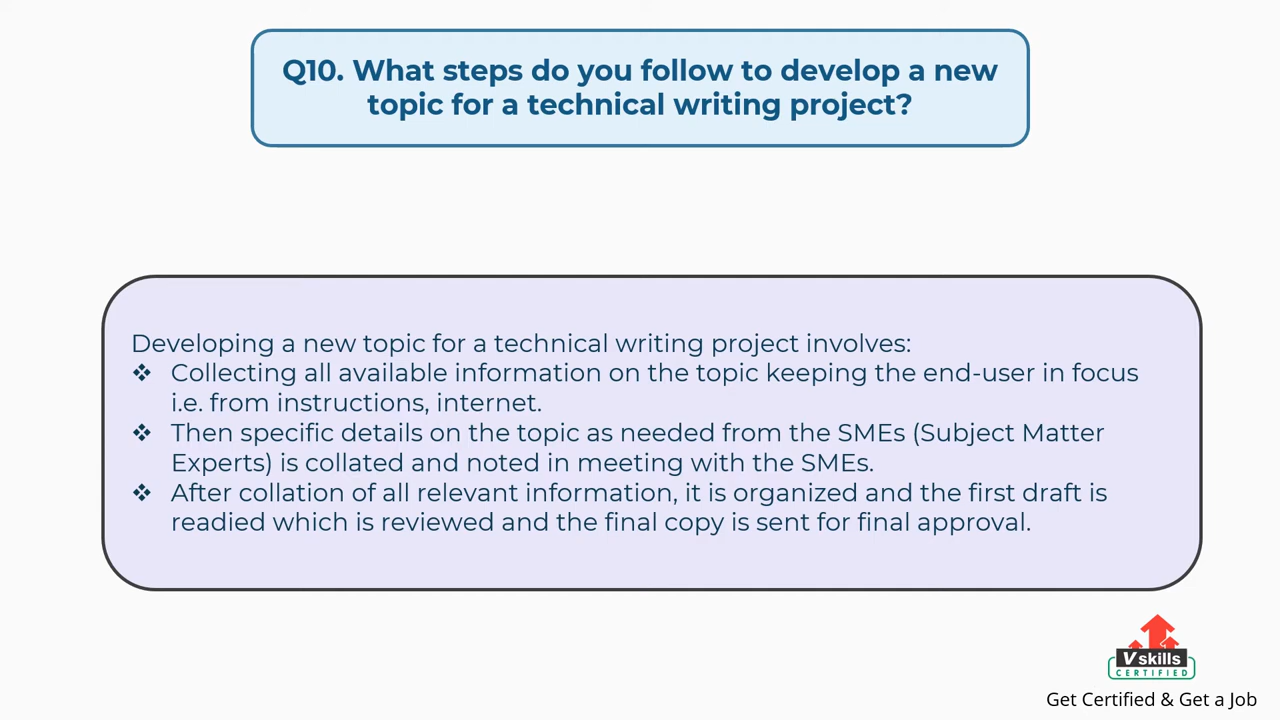 Q10. What steps do you follow to develop a new
topic for a technical writing project?
Developing a new topic for a technical writing project involves:
❖ Collecting all available information on the topic keeping the end-user in focus
i.e. from instructions, internet.
❖ Then specific details on the topic as needed from the SMEs (Subject Matter
Experts) is collated and noted in meeting with the SMEs.
❖ After collation of all relevant information, it is organized and the first draft is
readied which is reviewed and the final copy is sent for final approval.
Vskills
CERTIFIED
Get Certified & Get a Job